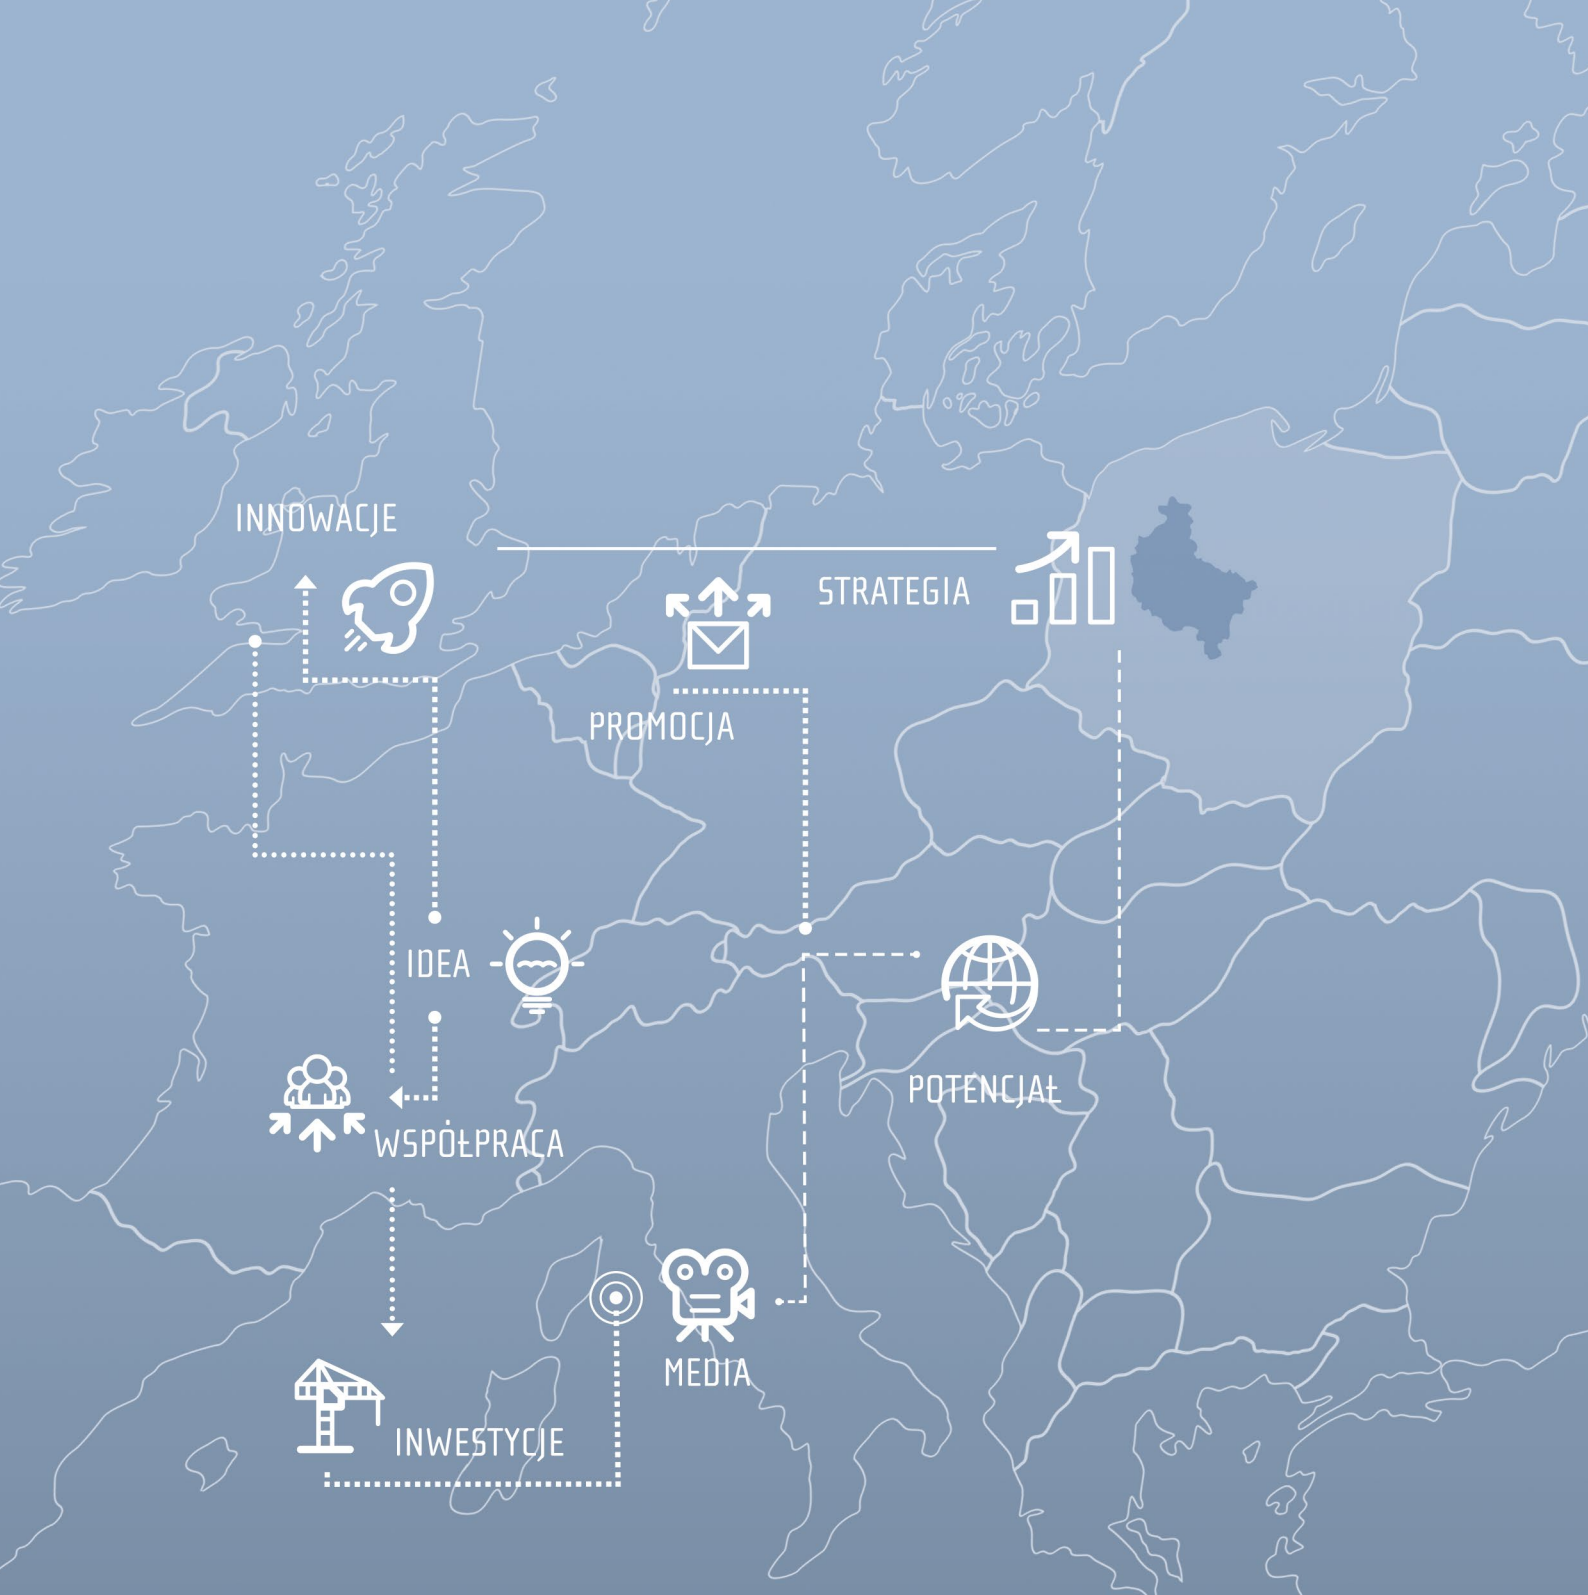 INNOWACJE
STRATEGIA
PROMOCJA
IDEA
POTENCJAŁ
WSPÓŁPRACA
MEDIA
INWESTYCJE